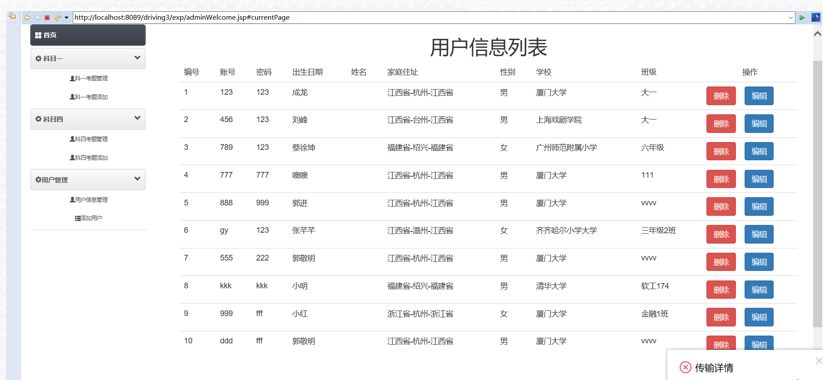 http://localhost:8089/driving3/exp/adminWelcome.jsp#currentPage
首页
科目一
科一考题管理
科一考题添加
科目四
科四考题管理
科四考题添加
用户管理
用户信息管理
添加用户
用户信息列表
编号 账号 密码 出生日期 姓名 家庭住址 性别 学校 班级 操作
1 123 123 成龙 江西省-杭州-江西省 男 厦门大学 大一 删除 编辑
2 456 123 刘峰 江西省-台州-江西省 男 上海戏剧学院 大一 删除 编辑
3 789 123 蔡徐坤 福建省-绍兴-福建省 女 广州师范附属小学 六年级 删除 编辑
4 777 777 噢噢 江西省-杭州-江西省 男 厦门大学 111 删除 编辑
5 888 999 郭进 江西省-杭州-江西省 男 厦门大学 vvvv 删除 编辑
6 gy 123 张芊芊 江西省-温州-江西省 女 齐齐哈尔小学大学 三年级2班 删除 编辑
7 555 222 郭敬明 江西省-杭州-江西省 男 厦门大学 vvvv 删除 编辑
8 kkk kkk 小明 福建省-绍兴-福建省 男 清华大学 软工174 删除 编辑
9 999 fff 小红 浙江省-杭州-浙江省 女 厦门大学 金融1班 删除 编辑
10 ddd fff 郭敬明 江西省-杭州-江西省 男 厦门大学 vvvv 删除 编辑
传输详情